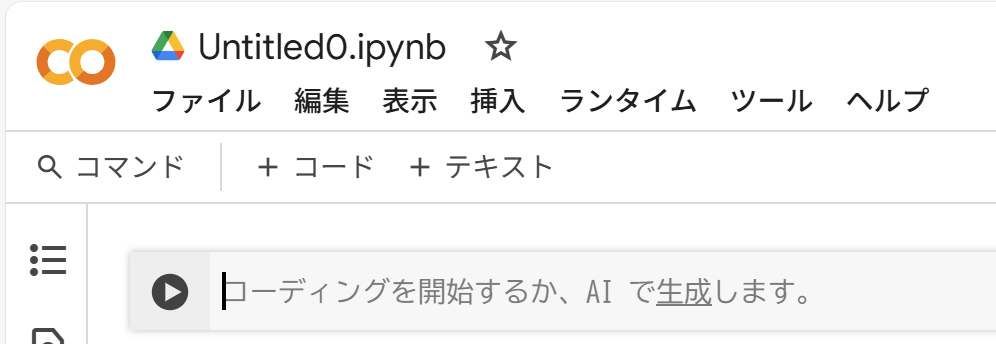 Untitled0.ipynb
ファイル 編集 表示 挿入 ランタイム ツール ヘルプ
コマンド + コード + テキスト
コーディングを開始するか、AI で生成します。